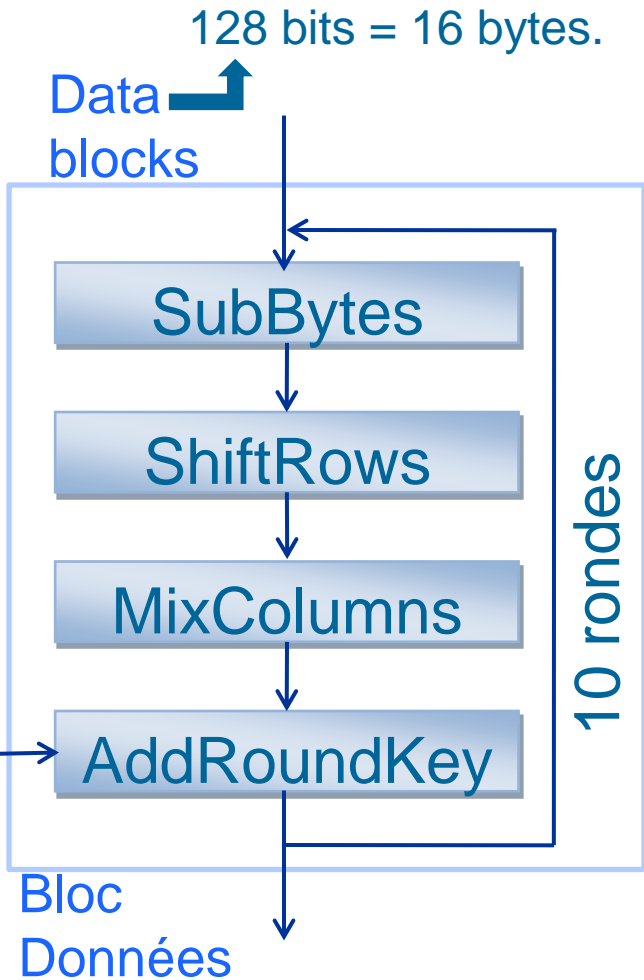 128 bits = 16 bytes.
Data
blocks
SubBytes
ShiftRows
MixColumns
AddRoundKey
10 rondes
Bloc
Données